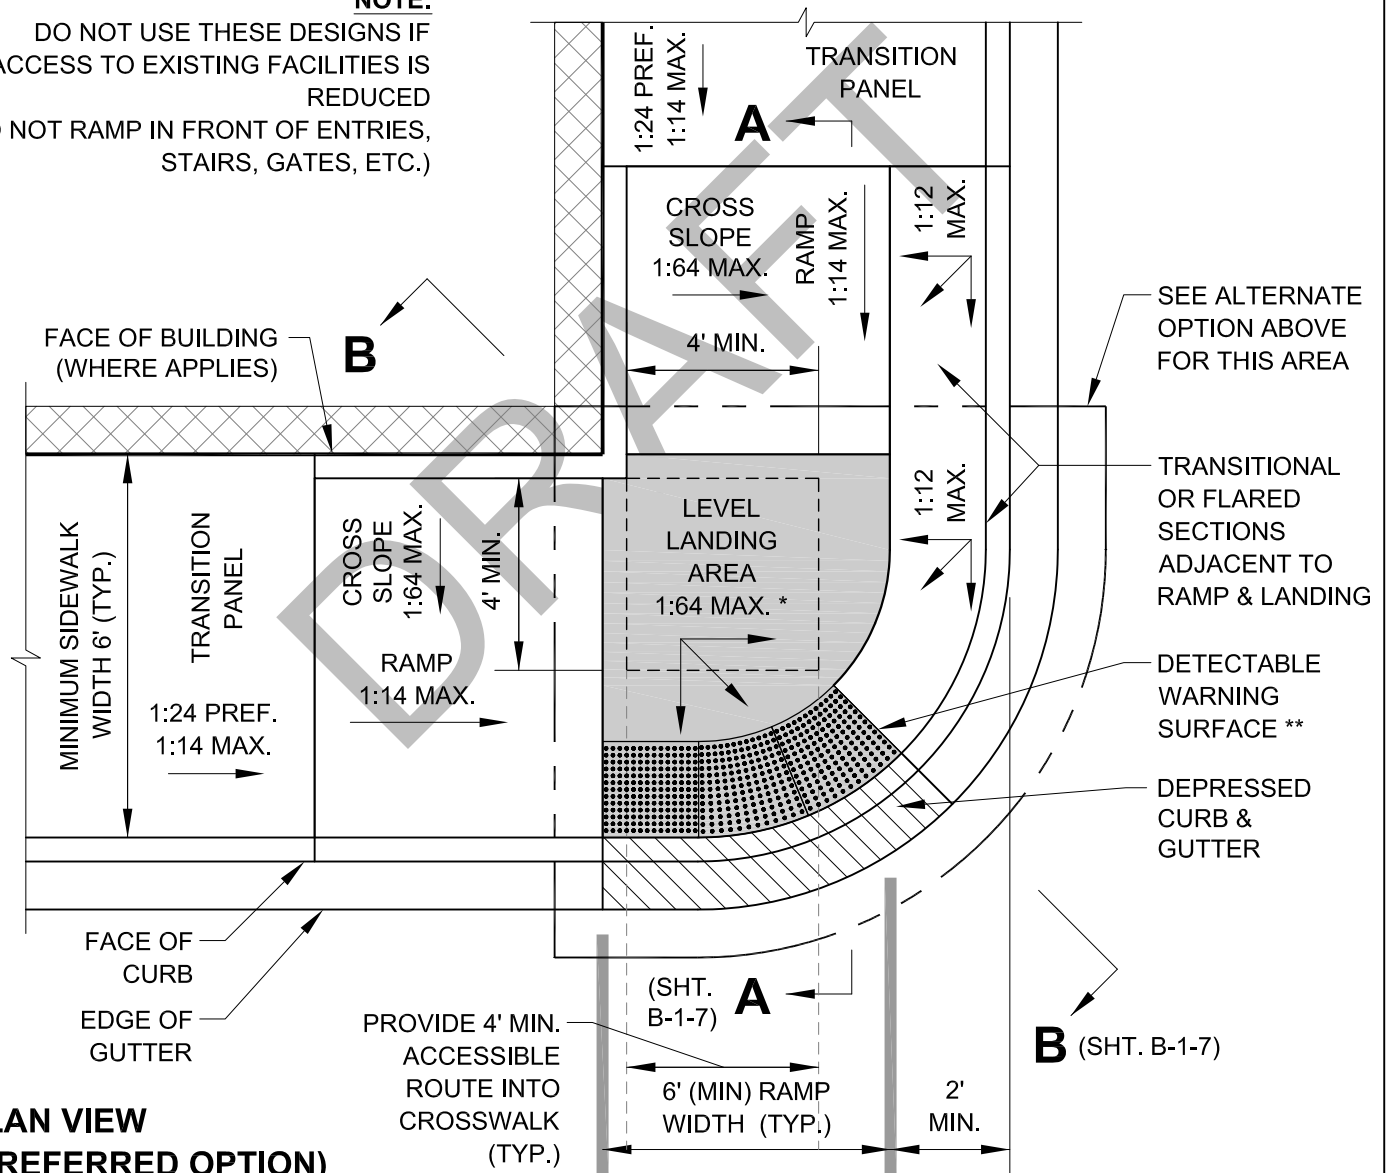 NOTE:
DO NOT USE THESE DESIGNS IF
ACCESS TO EXISTING FACILITIES IS
REDUCED
NOT RAMP IN FRONT OF ENTRIES,
STAIRS, GATES, ETC.)
1:24 PREF.
1:14 MAX.
TRANSITION
PANEL
A
CROSS
SLOPE
1:64 MAX.
RAMP
1:14 MAX.
1:12
MAX.
4' MIN.
SEE ALTERNATE
OPTION ABOVE
FOR THIS AREA
FACE OF BUILDING
(WHERE APPLIES)
B
DRAFT
MINIMUM SIDEWALK
WIDTH 6' (TYP.)
TRANSITION
PANEL
1:24 PREF.
1:14 MAX.
CROSS
SLOPE
1:64 MAX.
4' MIN.
RAMP
1:14 MAX.
LEVEL
LANDING
AREA
1:64 MAX. *
1:12
MAX.
TRANSITIONAL
OR FLARED
SECTIONS
ADJACENT TO
RAMP & LANDING
DETECTABLE
WARNING
SURFACE **
DEPRESSED
CURB &
GUTTER
FACE OF
CURB
EDGE OF
GUTTER
(SHT.
B-1-7)
A
PROVIDE 4' MIN.
ACCESSIBLE
ROUTE INTO
CROSSWALK
(TYP.)
6' (MIN) RAMP
WIDTH (TYP.)
2'
MIN.
B (SHT. B-1-7)
LAN VIEW
REFERRED OPTION)